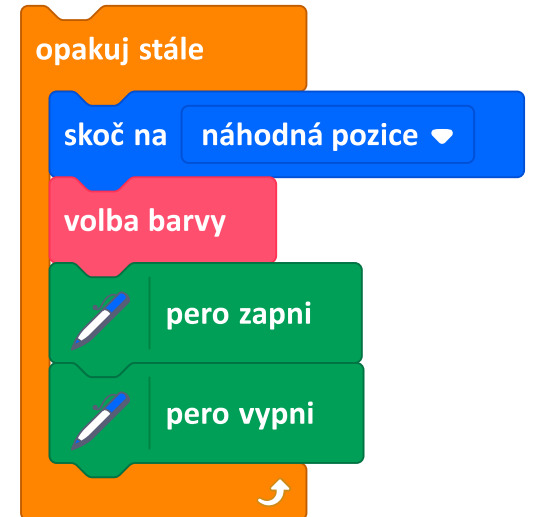 opakuj stále
skoč na náhodná pozice
volba barvy
pero zapni
pero vypni